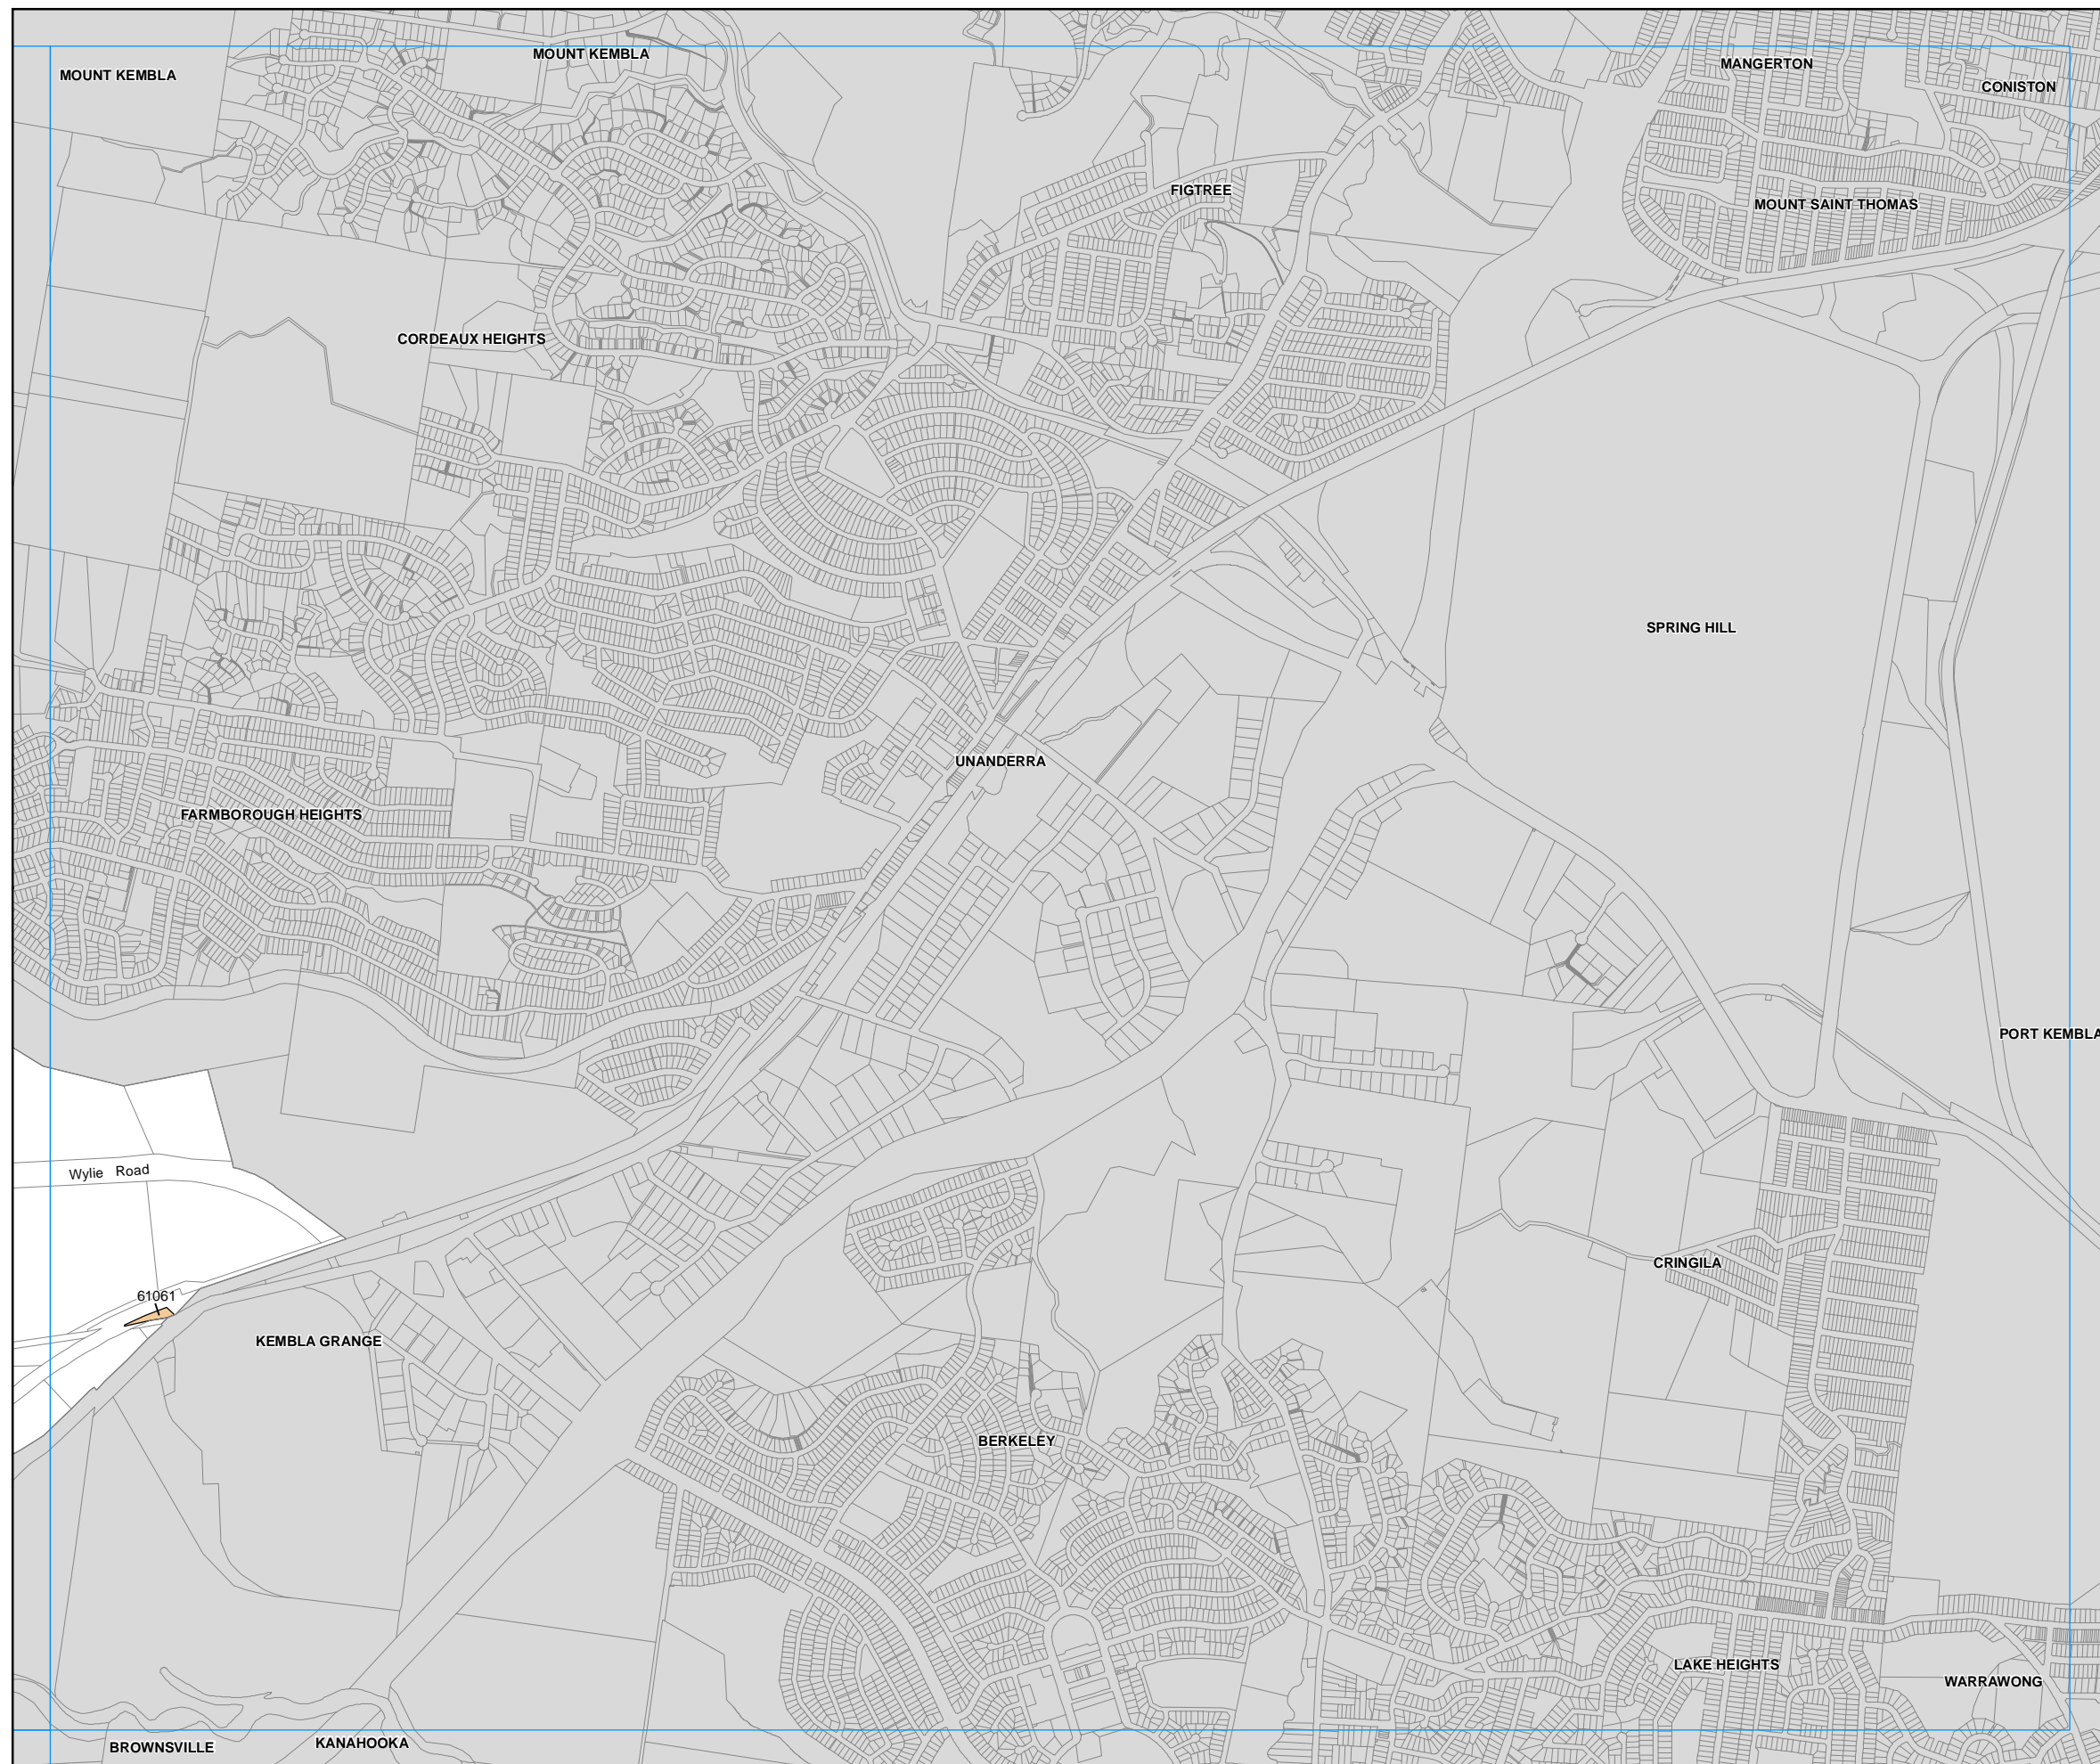 MOUNT KEMBLA
MOUNT KEMBLA
MANGERTON
CONISTON
FIGTREE
MOUNT SAINT THOMAS
CORDEAUX HEIGHTS
SPRING HILL
UNANDERRA
FARMBOROUGH HEIGHTS
PORT KEMBLA
Wylie Road
CRINGILA
61061
KEMBLA GRANGE
BERKELEY
LAKE HEIGHTS
WARRAWONG
KANAHOOKA
BROWNSVILLE